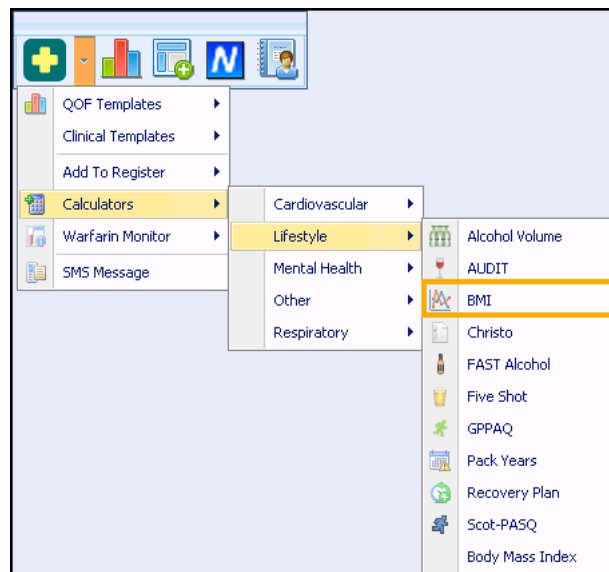 N
QOF Templates
Clinical Templates
Add To Register
Calculators
Warfarin Monitor
SMS Message
Cardiovascular
Lifestyle
Mental Health
Other
Respiratory
Alcohol Volume
AUDIT
BMI
Christo
FAST Alcohol
Five Shot
GPPAQ
Pack Years
Recovery Plan
Scot-PASQ
Body Mass Index